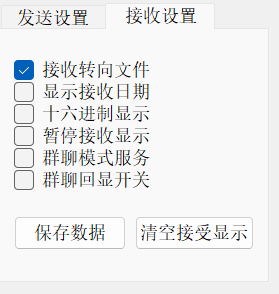 发送设置 接收设置
接收转向文件
显示接收日期
十六进制显示
暂停接收显示
群聊模式服务
群聊回显开关
保存数据 清空接受显示